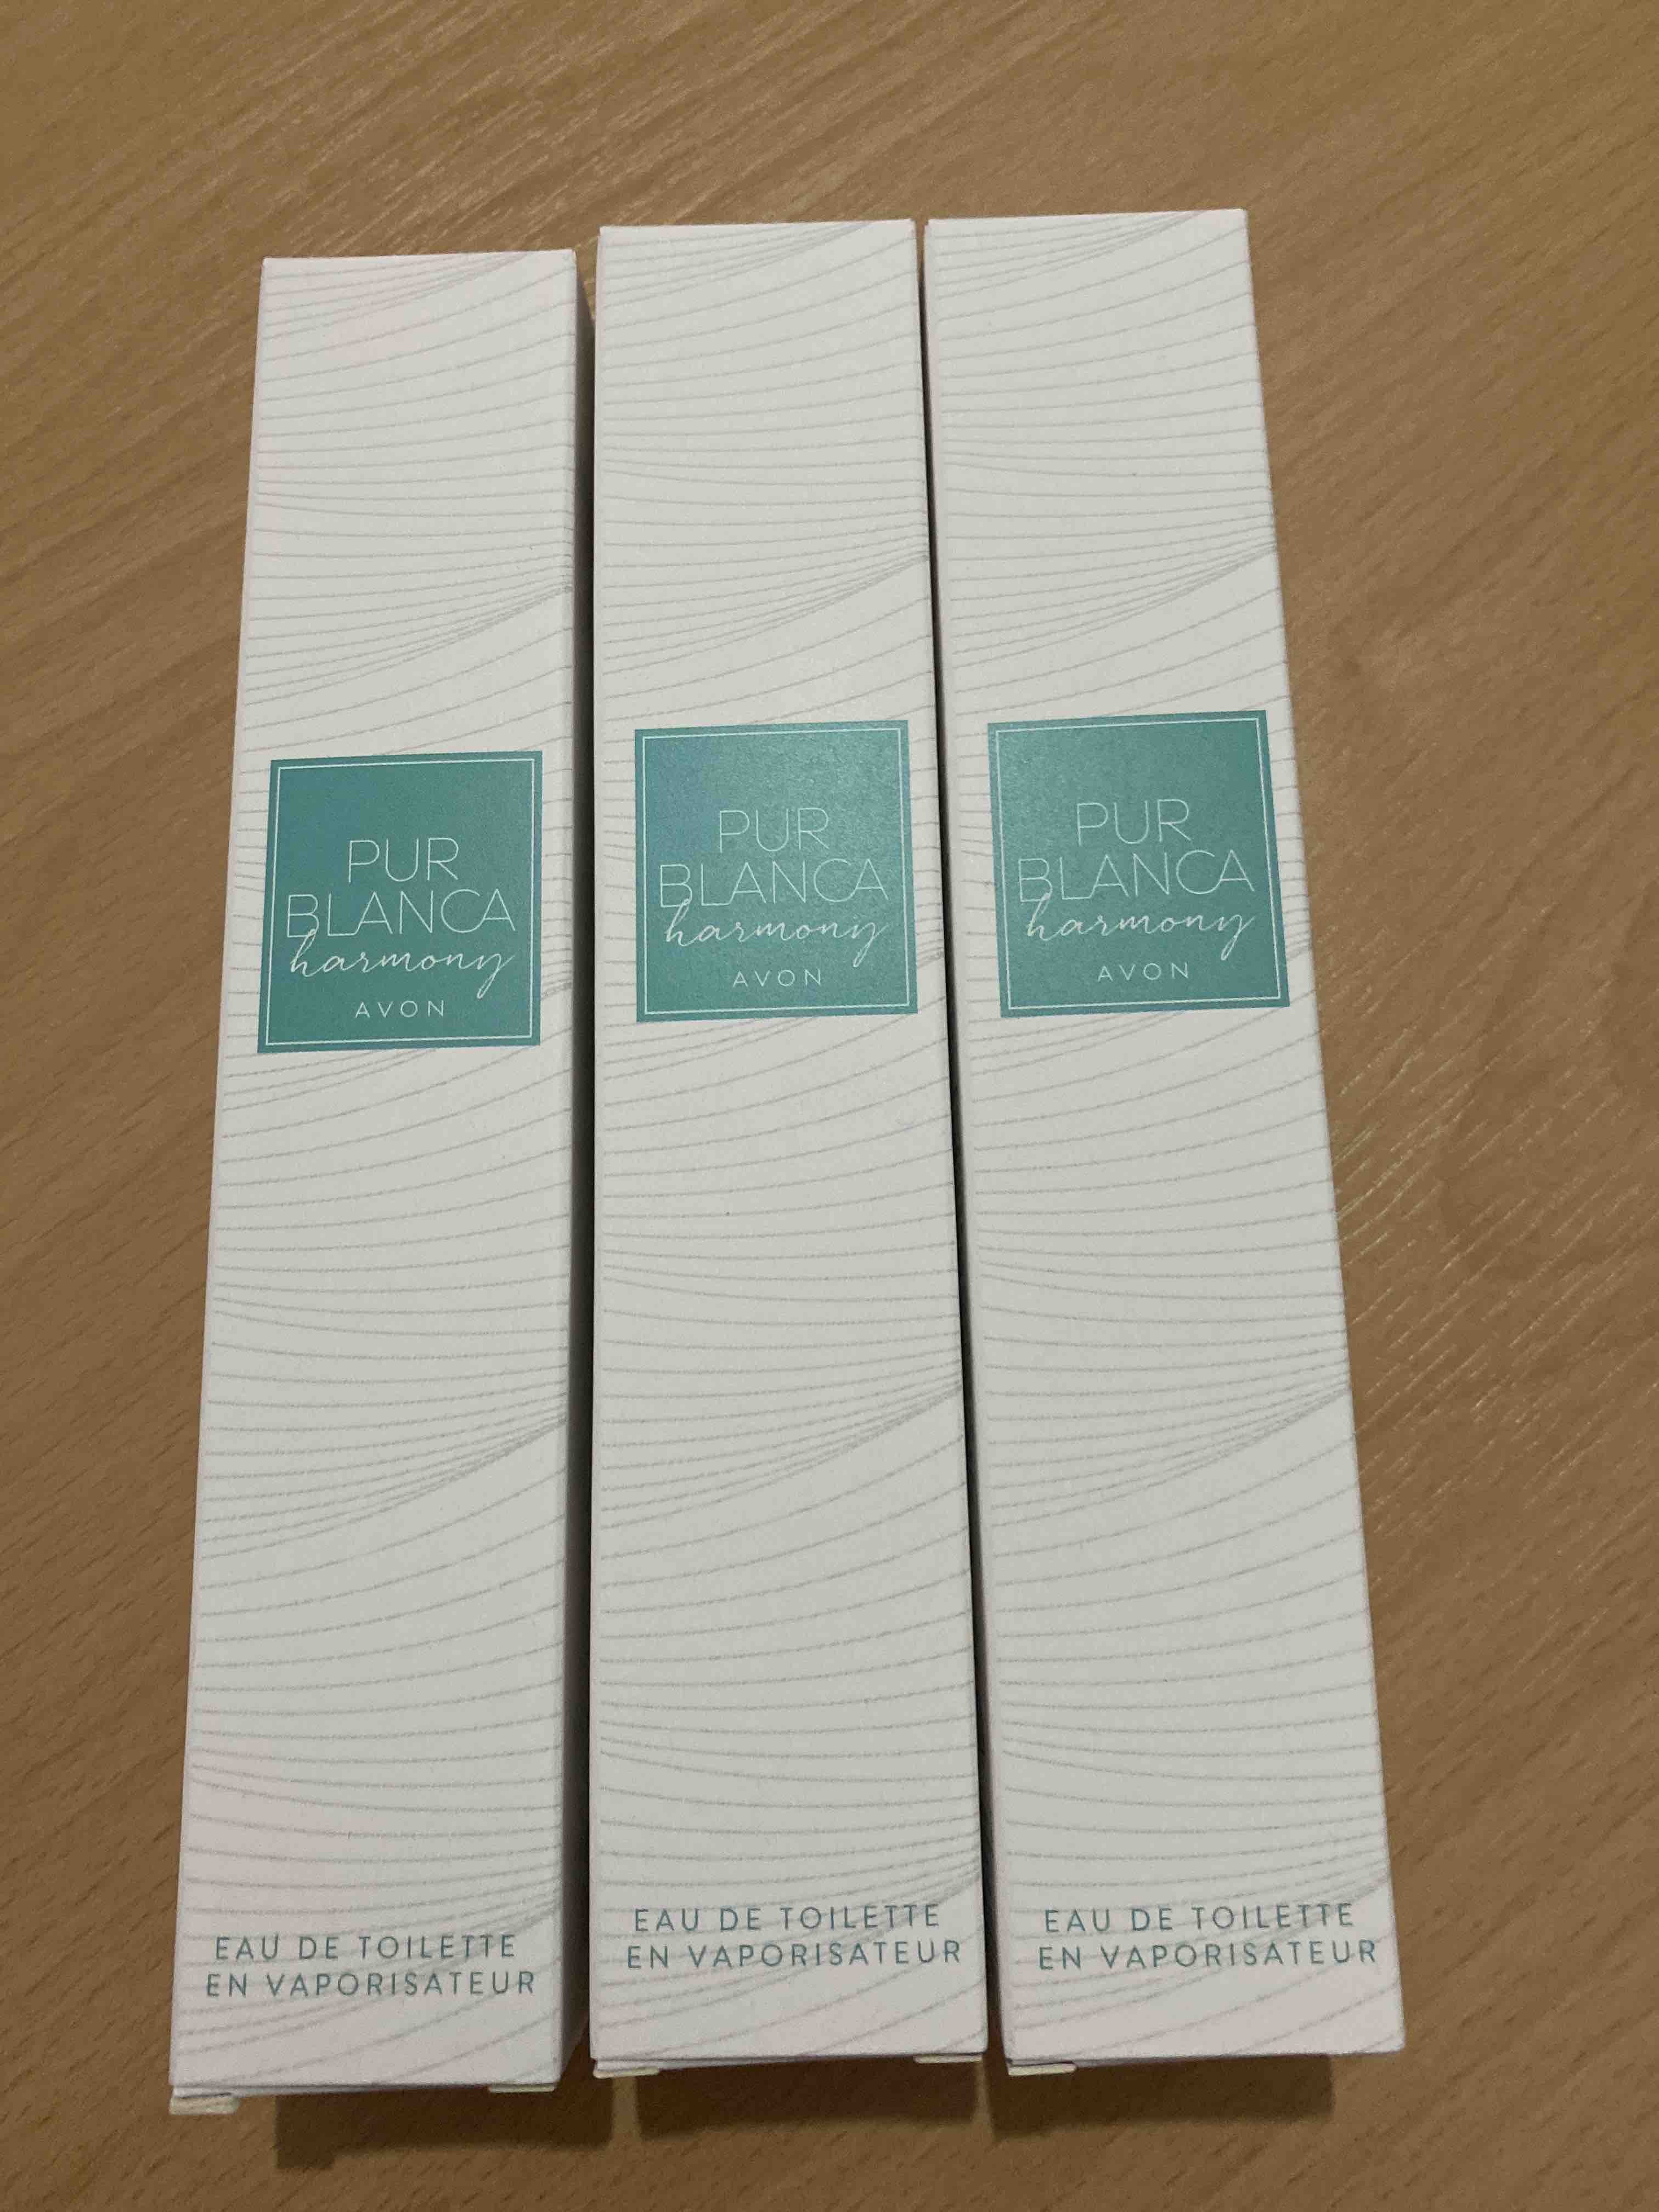 PUR
BLANCA
harmony
AVON
EAU DE TOILETTE
EN VAPORISATEUR
PUR
BLANCA
harmony
AVON
EAU DE TOILETTE
EN VAPORISATEUR
PUR
BLANCA
harmony
AVON
EAU DE TOILETTE
EN VAPORISATEUR